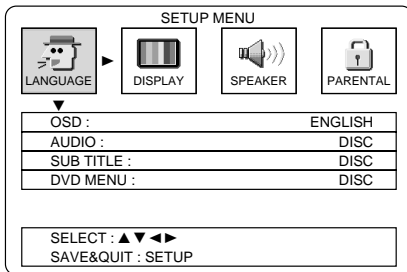 SETUP MENU
LANGUAGE ► DISPLAY SPEAKER PARENTAL
▼
OSD : ENGLISH
AUDIO : DISC
SUB TITLE : DISC
DVD MENU : DISC
SELECT : ▲ ▼ ◄ ►
SAVE&QUIT : SETUP